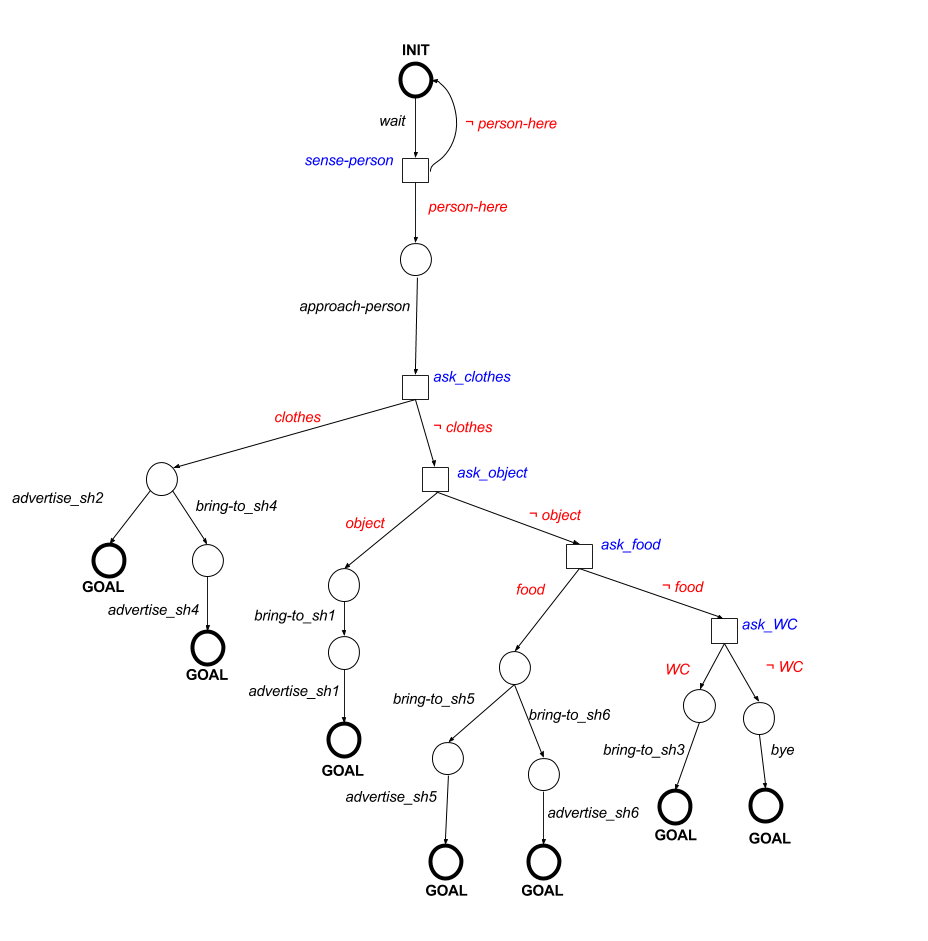 INIT
wait
¬ person-here
sense-person
person-here
approach-person
ask_clothes
clothes
¬ clothes
ask_object
advertise_sh2
bring-to_sh4
object
¬ object
ask_food
GOAL
food
¬ food
advertise_sh4
bring-to_sh1
ask_WC
GOAL
WC
¬ WC
advertise_sh1
bring-to_sh5
bring-to_sh6
bring-to_sh3
bye
GOAL
advertise_sh5
advertise_sh6
GOAL
GOAL
GOAL
GOAL